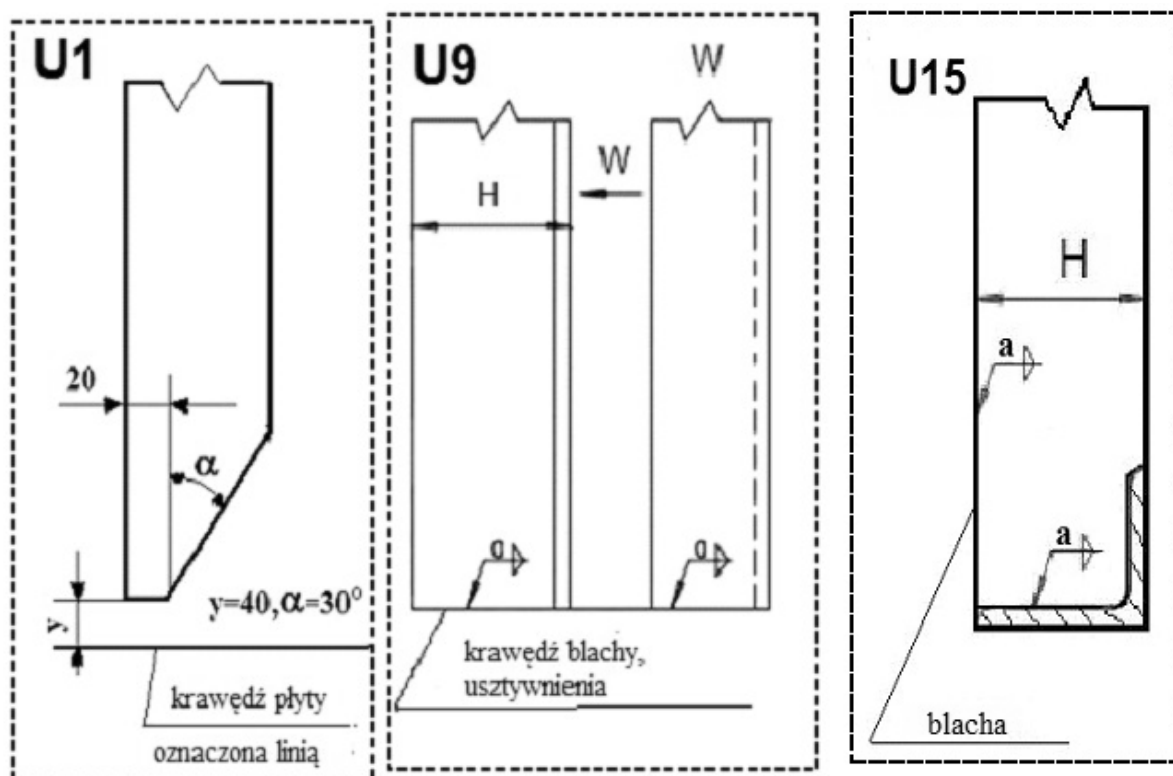 U1
20
α
y
y=40,α=30°
krawędź płyty
oznaczona linią
U9
W
W
H
a
a
krawędź blachy,
usztywnienia
U15
H
a
a
blacha